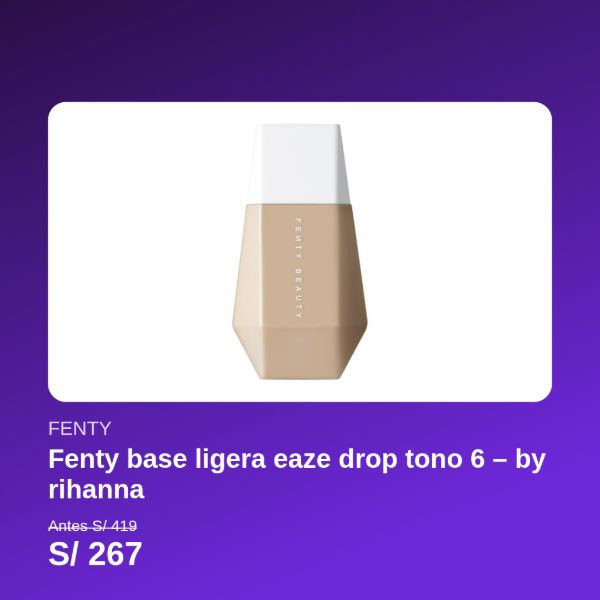 FENTY BEAUTY
FENTY
Fenty base ligera eaze drop tono 6 – by
rihanna
Antes S/ 419
S/ 267